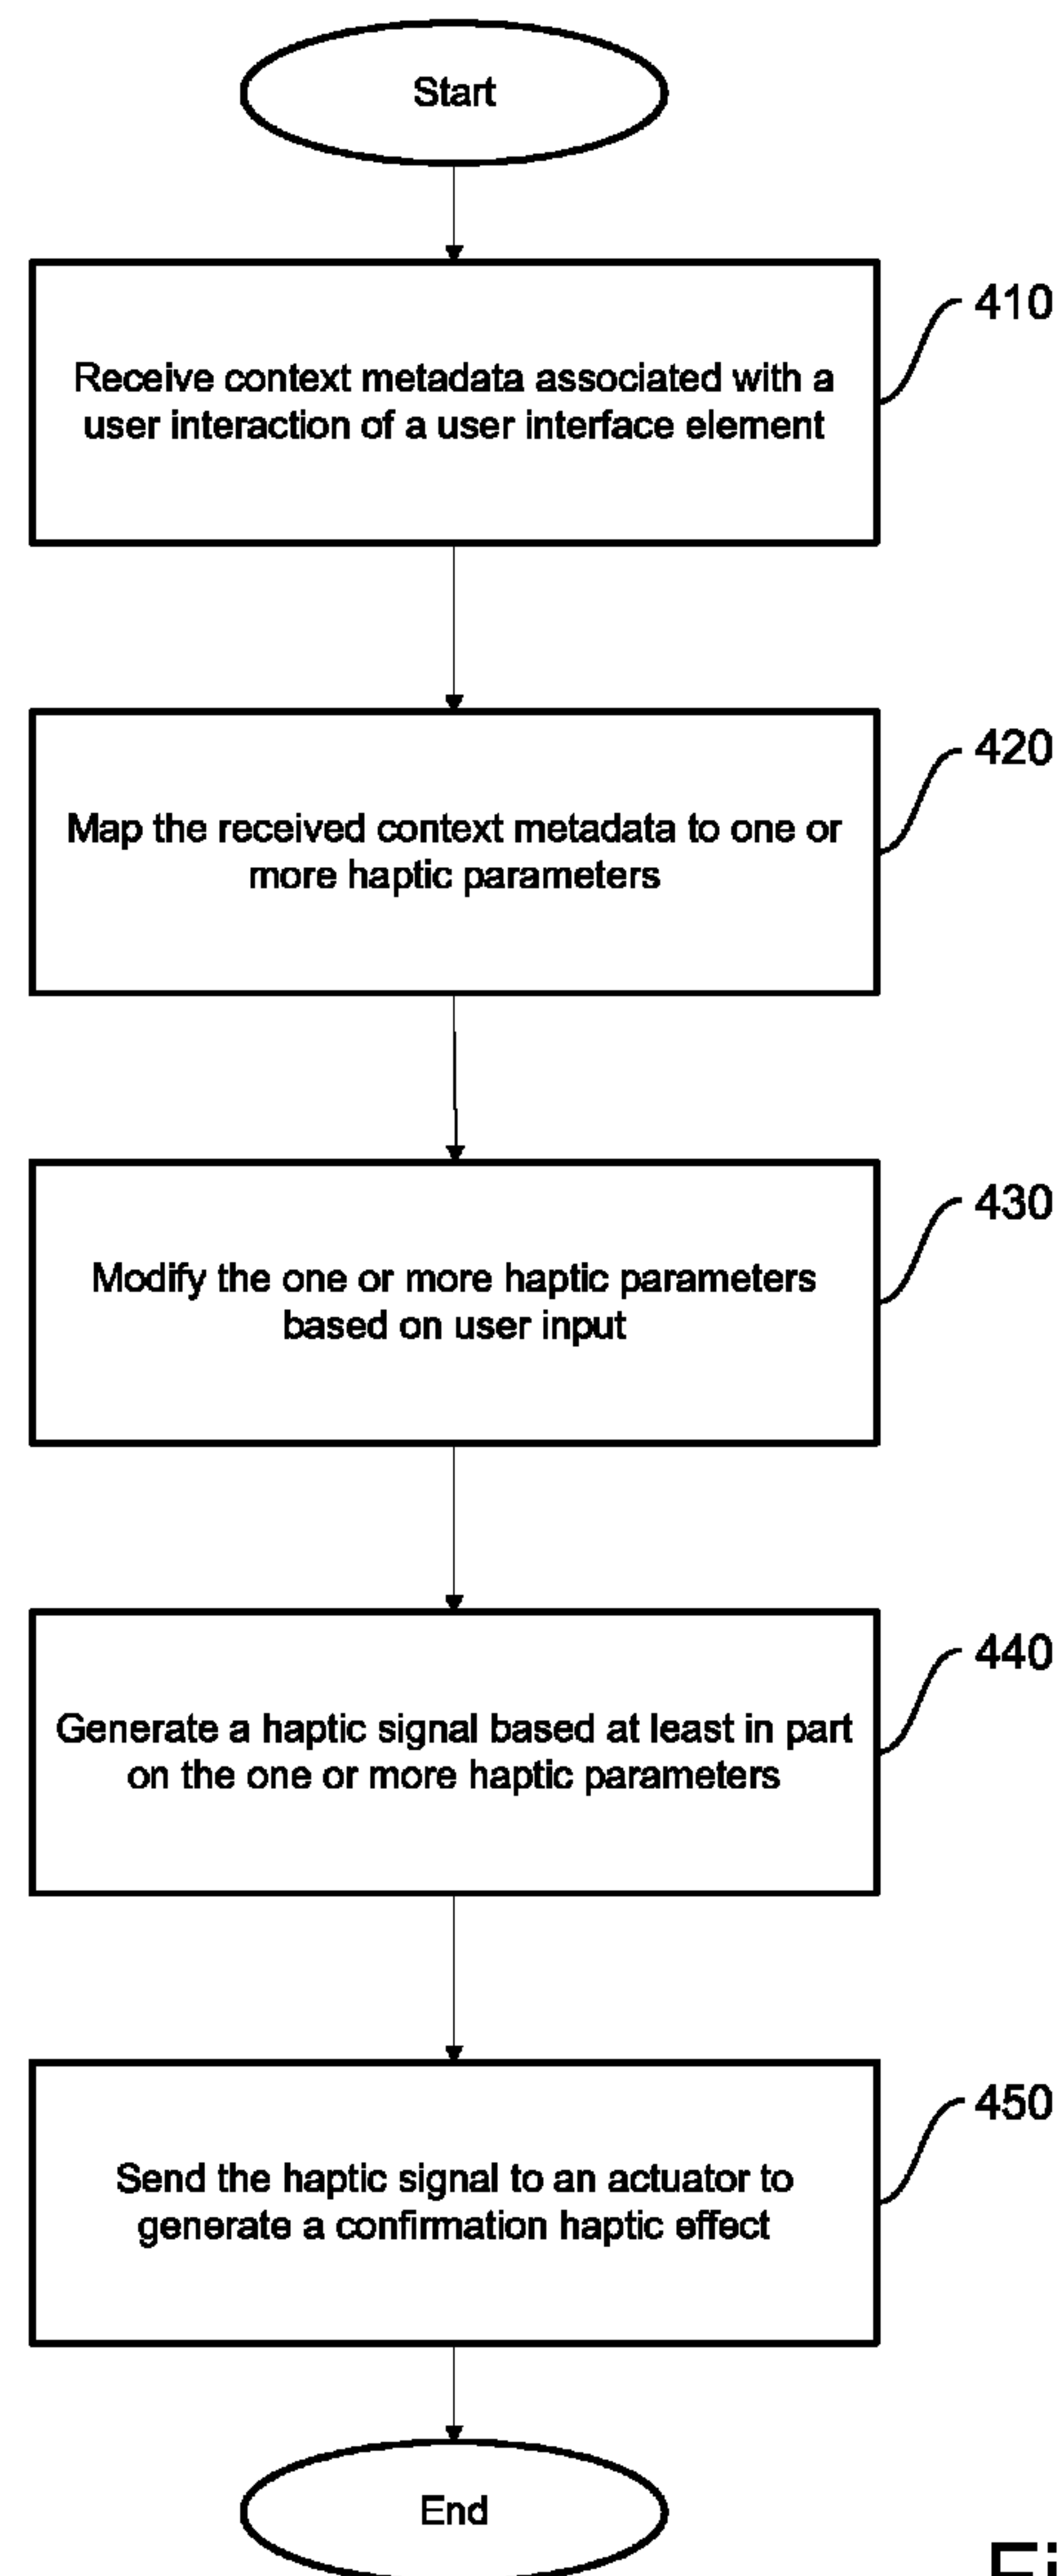 Start
410
Receive context metadata associated with a
user interaction of a user interface element
420
Map the received context metadata to one or
more haptic parameters
430
Modify the one or more haptic parameters
based on user input
440
Generate a haptic signal based at least in part
on the one or more haptic parameters
450
Send the haptic signal to an actuator to
generate a confirmation haptic effect
End